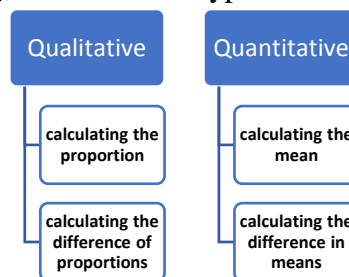 Qualitative
calculating the
proportion
calculating the
difference of
proportions
Quantitative
calculating the
mean
calculating the
difference in
means